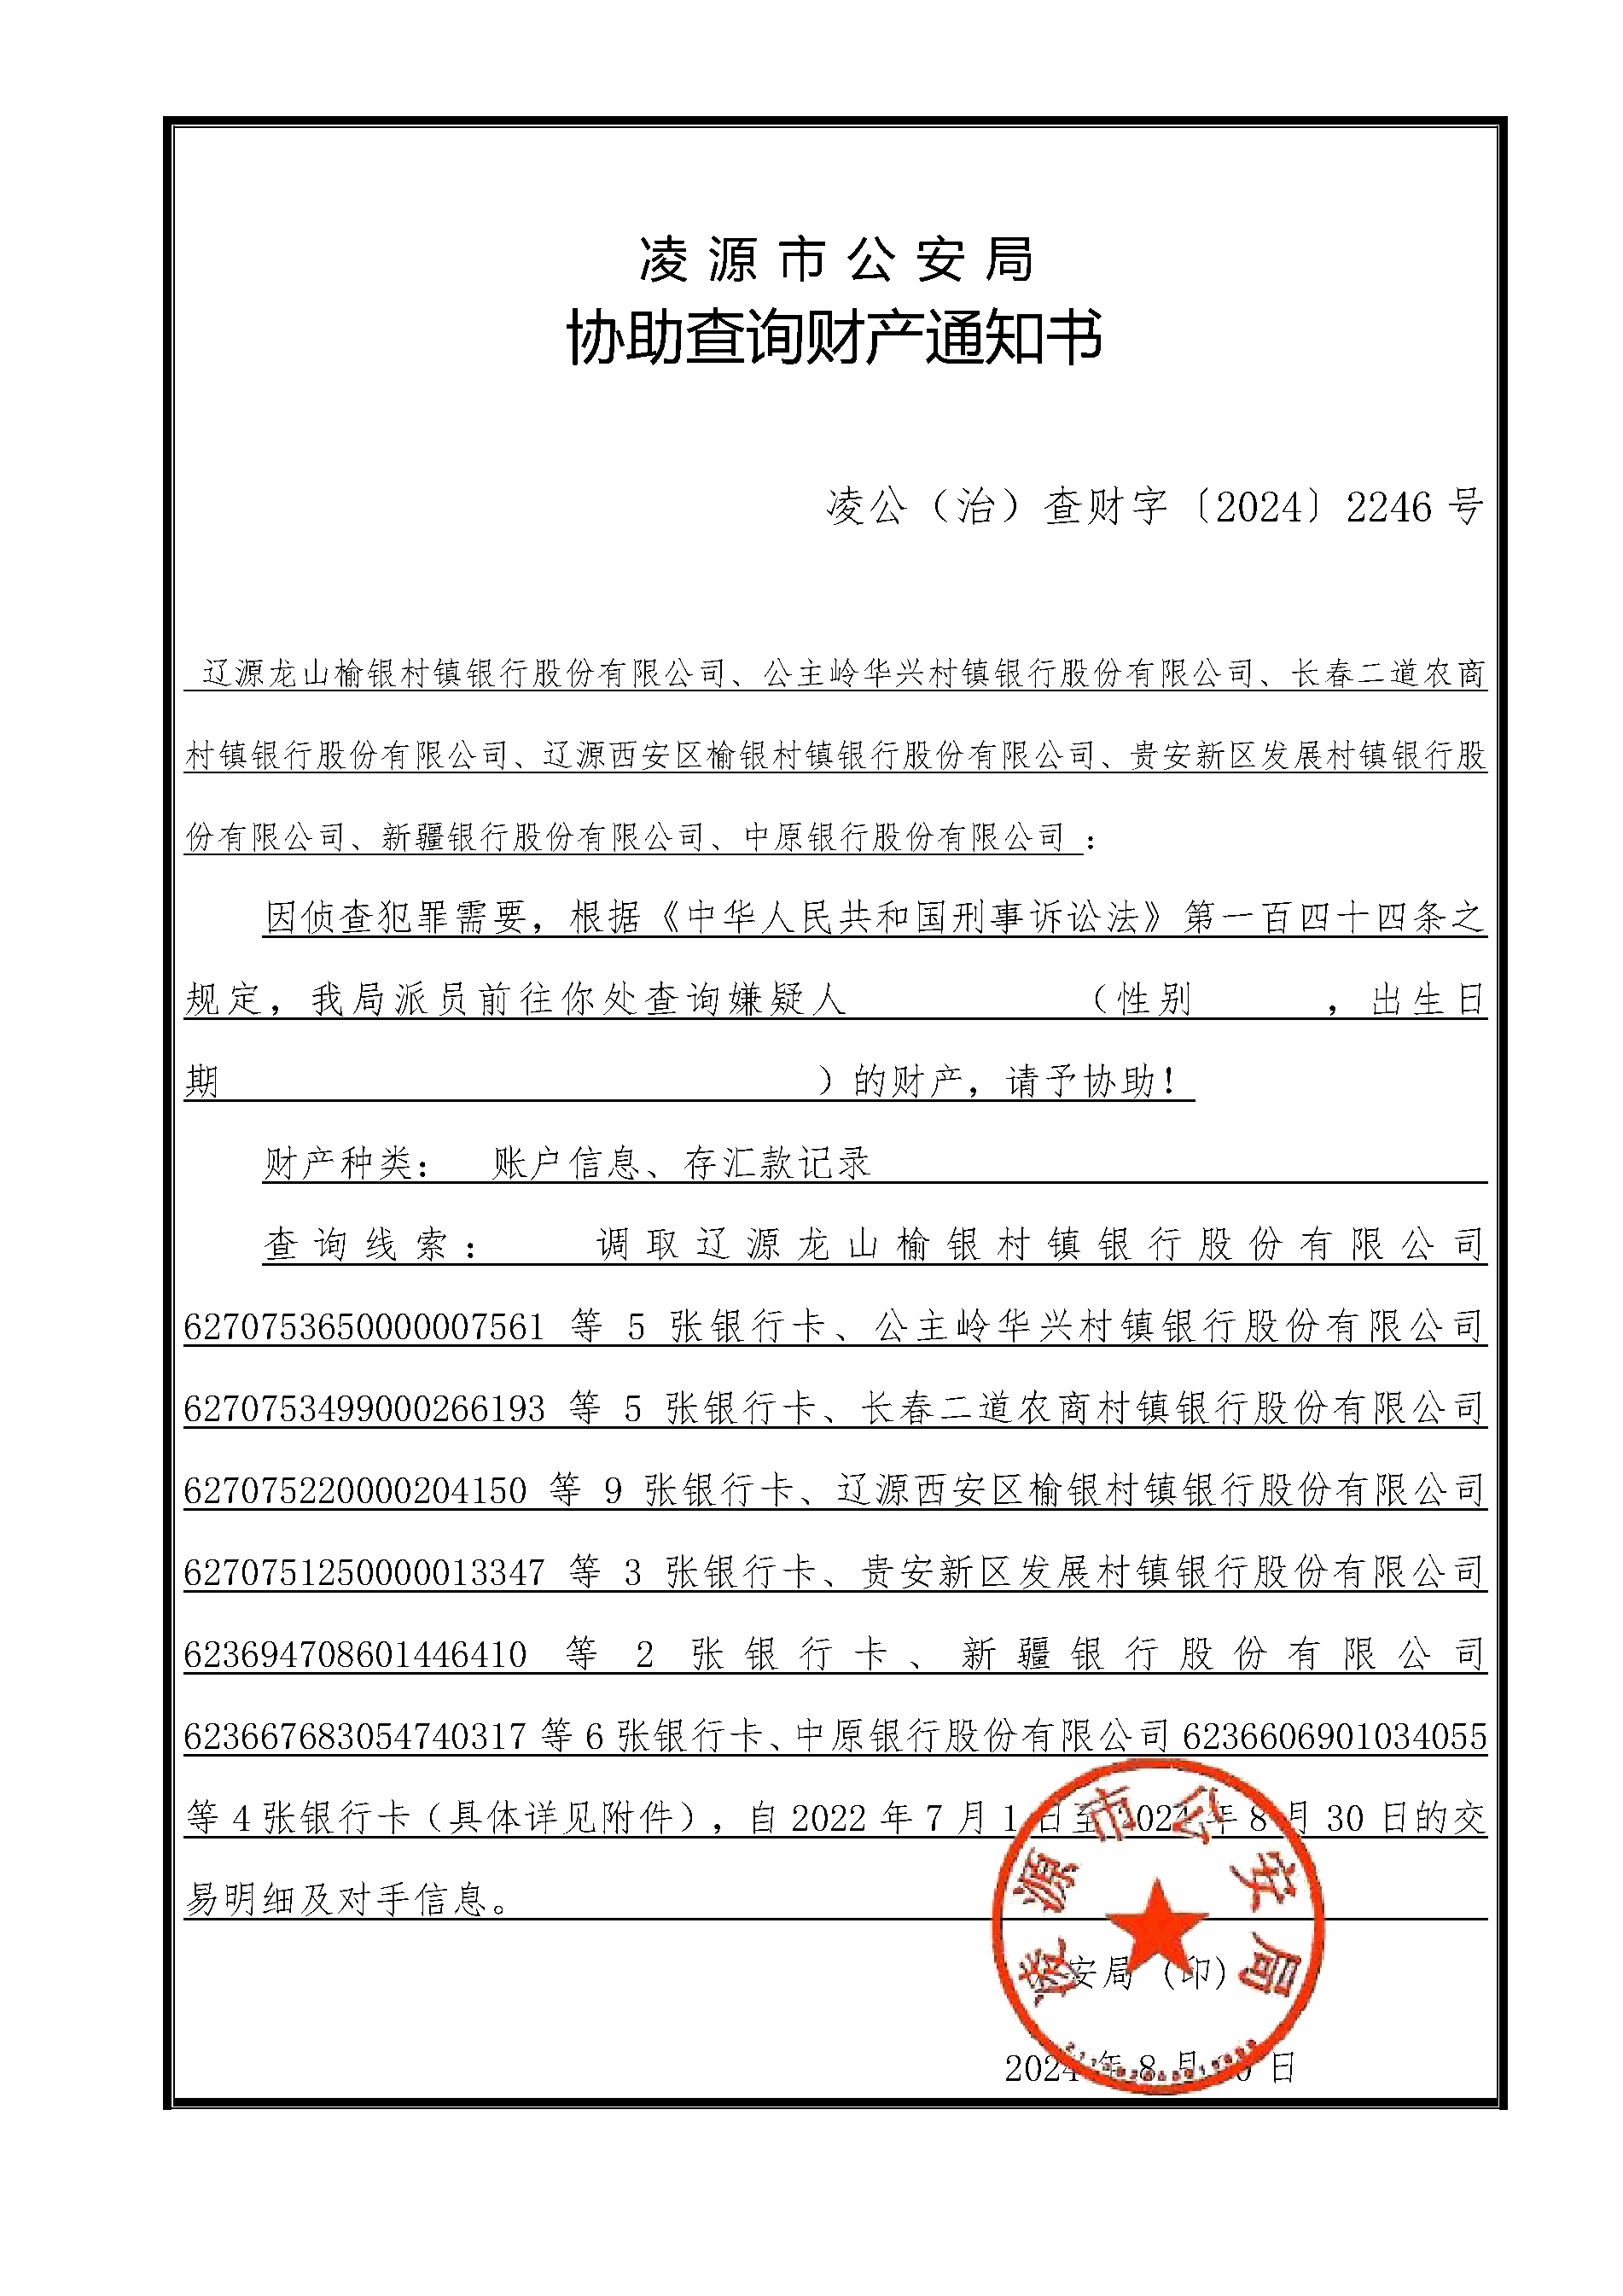 凌源市公安局
协助查询财产通知书
凌公（治）查财字〔2024〕2246 号
辽源龙山榆银村镇银行股份有限公司、公主岭华兴村镇银行股份有限公司、长春二道农商
村镇银行股份有限公司、辽源西安区榆银村镇银行股份有限公司、贵安新区发展村镇银行股
份有限公司、新疆银行股份有限公司、中原银行股份有限公司 ：
因侦查犯罪需要，根据《中华人民共和国刑事诉讼法》第一百四十四条之
规定，我局派员前往你处查询嫌疑人 （性别 ，出生日
期 ）的财产，请予协助！
财产种类： 账户信息、存汇款记录
查询线索： 调取辽源龙山榆银村镇银行股份有限公司
6270753650000007561 等 5 张银行卡、公主岭华兴村镇银行股份有限公司
6270753499000266193 等 5 张银行卡、长春二道农商村镇银行股份有限公司
627075220000204150 等 9 张银行卡、辽源西安区榆银村镇银行股份有限公司
6270751250000013347 等 3 张银行卡、贵安新区发展村镇银行股份有限公司
623694708601446410 等 2 张银行卡、新疆银行股份有限公司
623667683054740317 等 6 张银行卡、中原银行股份有限公司 6236606901034055
等 4 张银行卡（具体详见附件），自 2022 年 7 月 1 日至 2024 年 8 月 30 日的交
易明细及对手信息。
凌源市公安局
安局（印）
2024 年 8 月 日